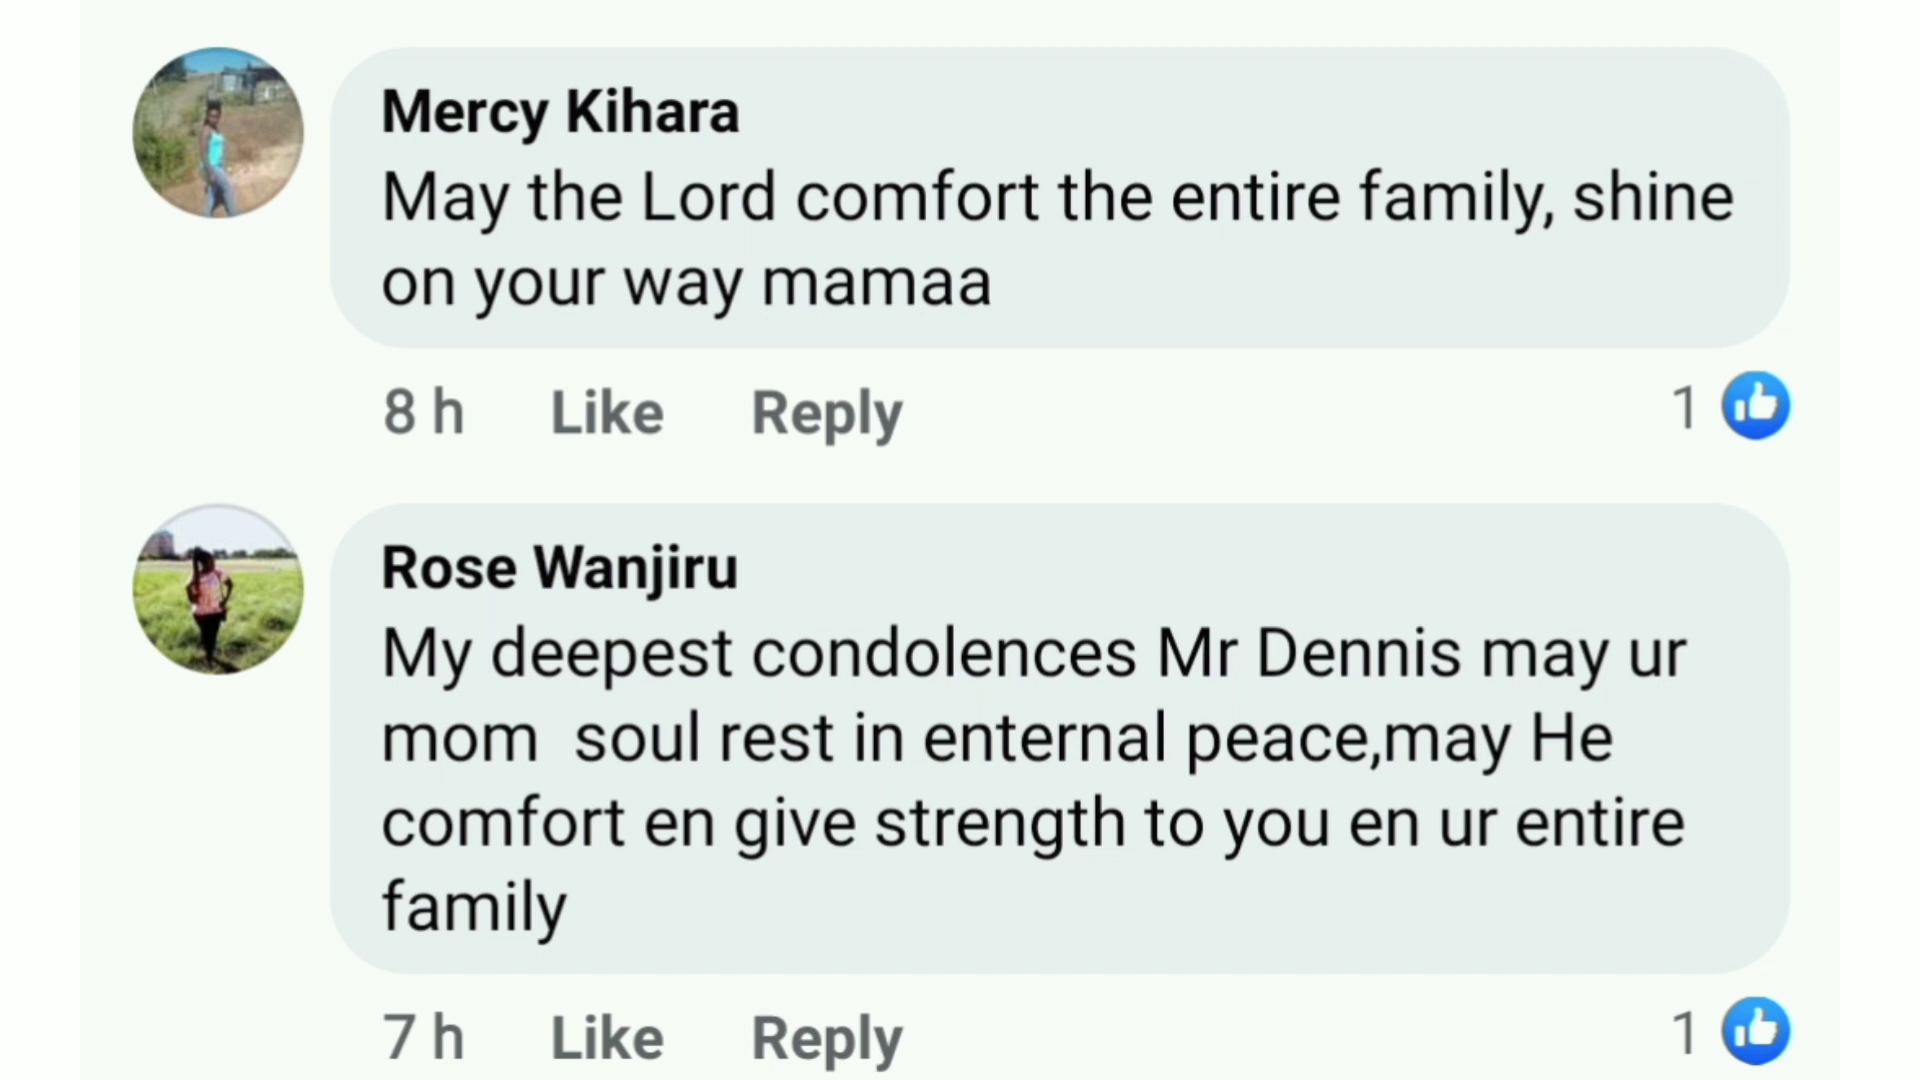 Mercy Kihara
May the Lord comfort the entire family, shine
on your way mamaa
8 h Like Reply 1
Rose Wanjiru
My deepest condolences Mr Dennis may ur
mom  soul rest in enternal peace,may He
comfort en give strength to you en ur entire
family
7 h Like Reply 1